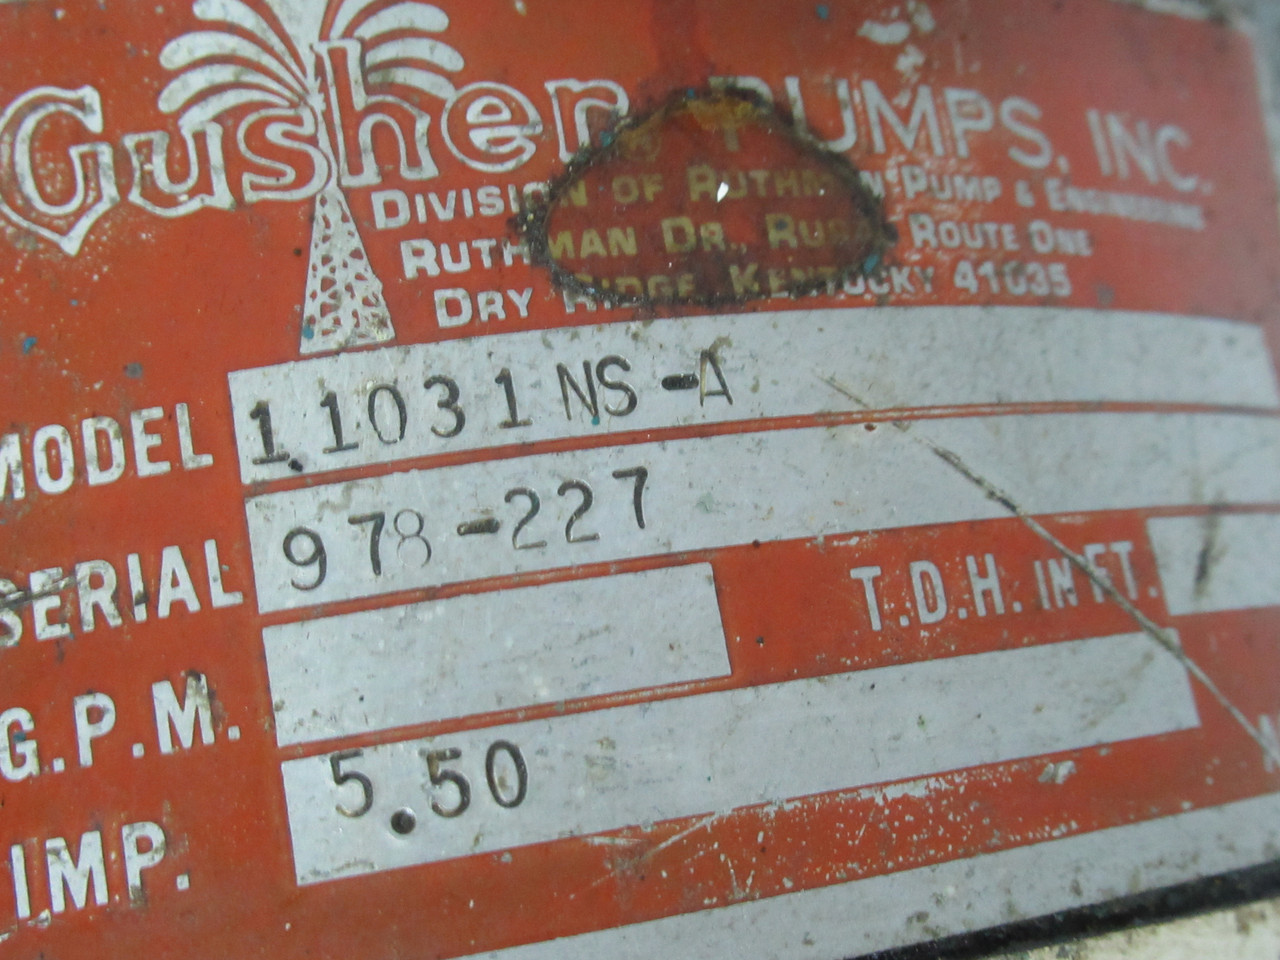 Gusher PUMPS, INC.
DIVISION OF RUTHMAN PUMP & ENGINEERING
RUTHMAN DR., RURAL ROUTE ONE
DRY RIDGE KENTUCKY 41035
MODEL 11031NS-A
SERIAL 978-227
G.P.M. T.D.H. IN FT.
IMP. 5.50